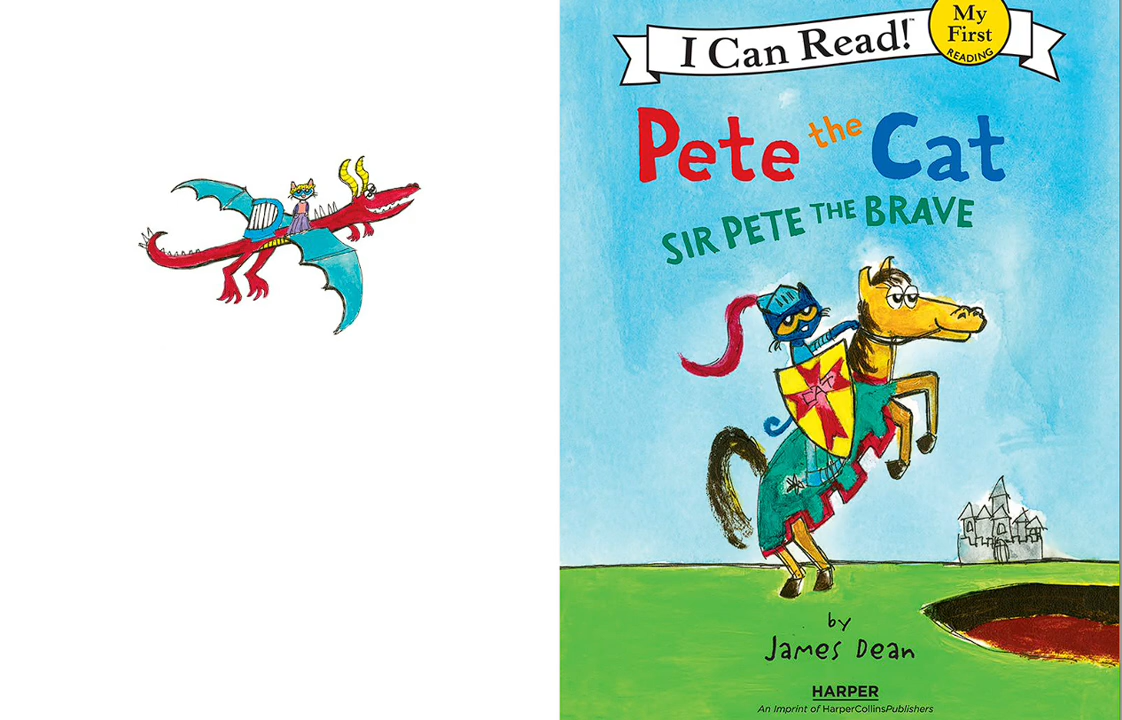 I Can Read!™
My
First
READING
Pete the Cat
SIR PETE THE BRAVE
CAT
by
James Dean
HARPER
An Imprint of HarperCollinsPublishers